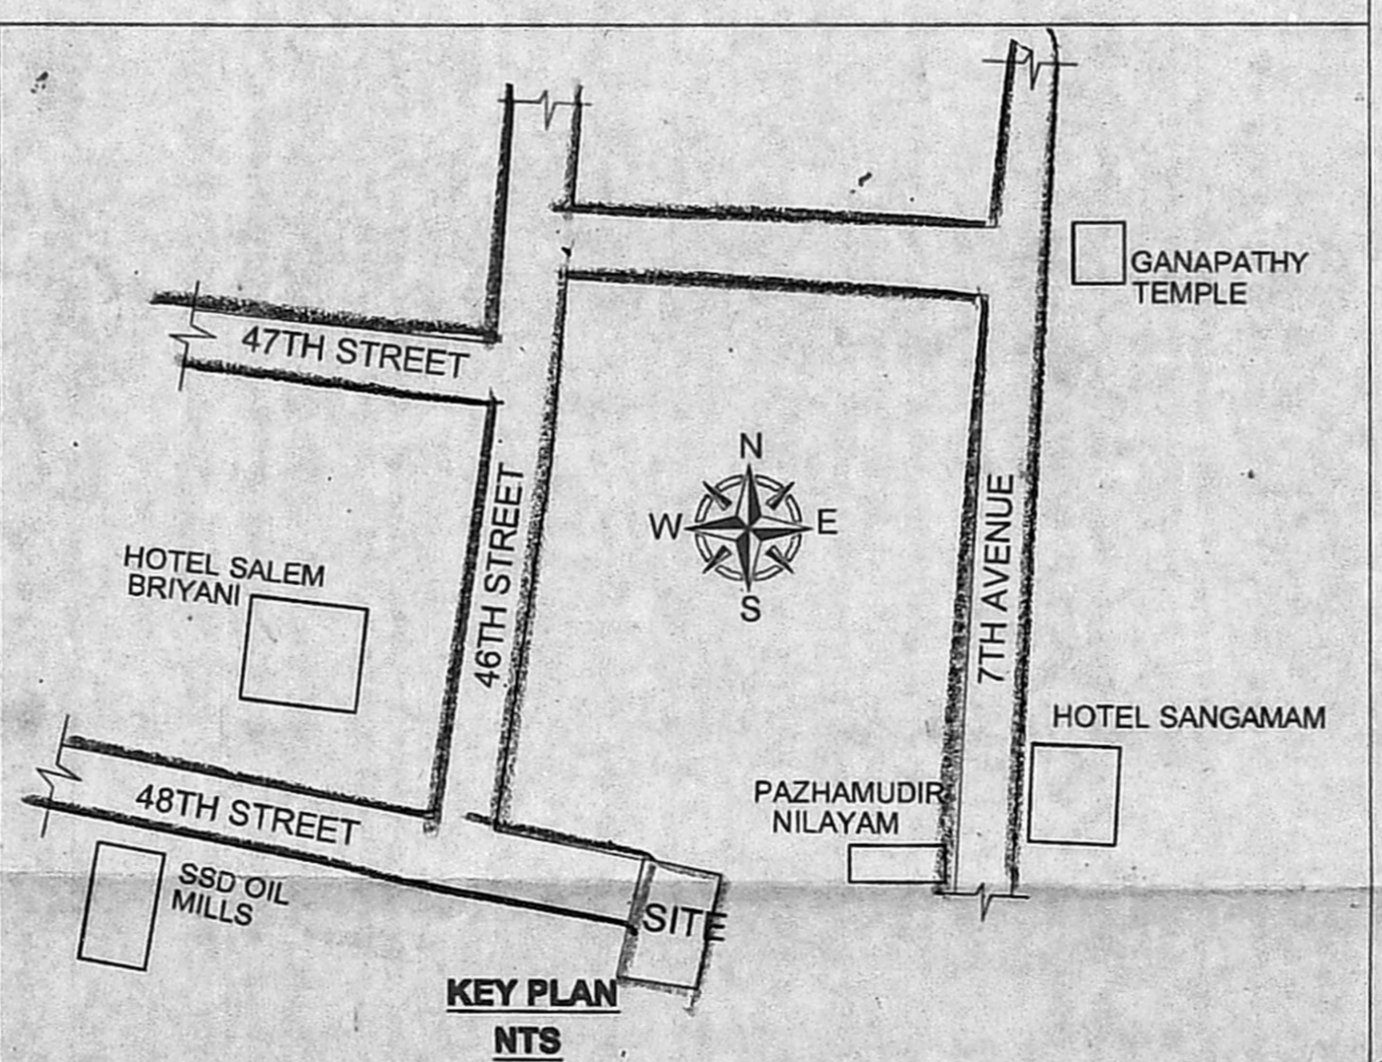 GANAPATHY
TEMPLE
47TH STREET
N
W
E
S
46TH STREET
7TH AVENUE
HOTEL SALEM
BRIYANI
HOTEL SANGAMAM
PAZHAMUDIR
NILAYAM
48TH STREET
SSD OIL
MILLS
SITE
KEY PLAN
NTS